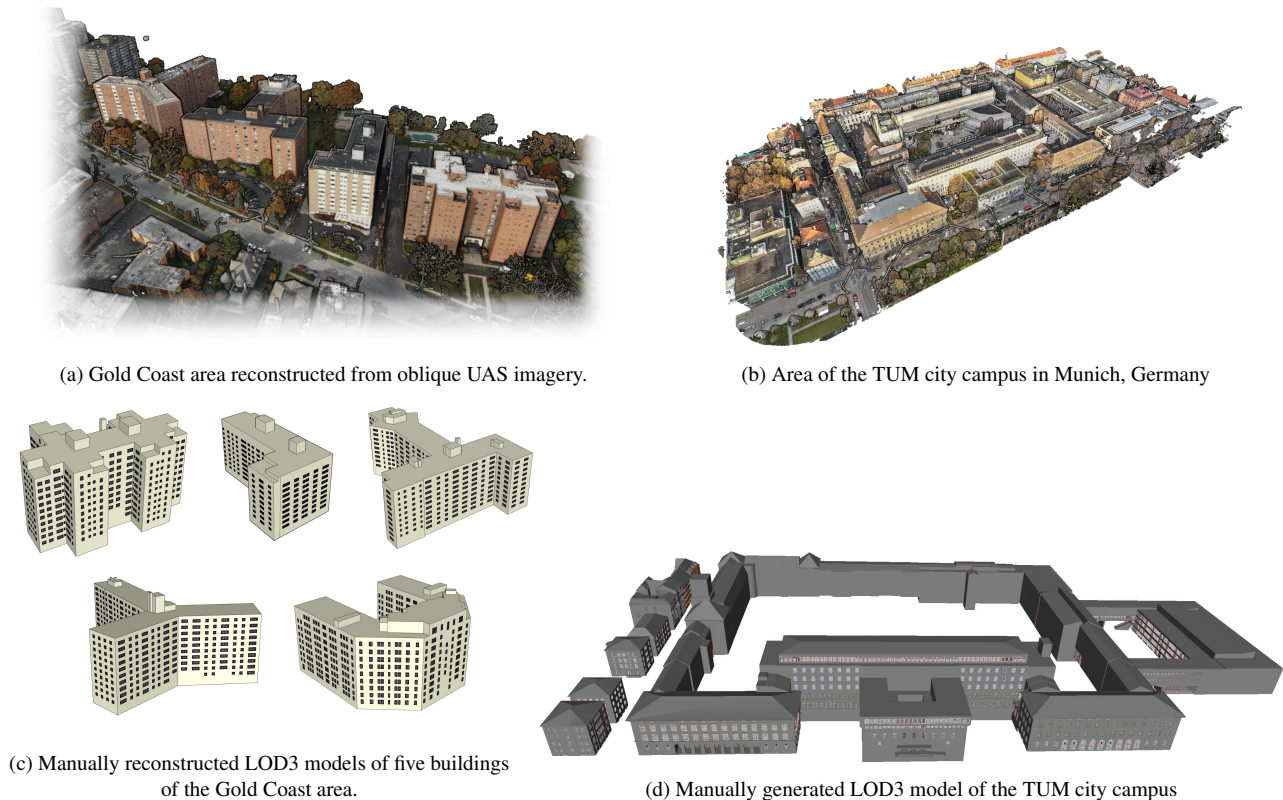 (a) Gold Coast area reconstructed from oblique UAS imagery.
(b) Area of the TUM city campus in Munich, Germany
(c) Manually reconstructed LOD3 models of five buildings
of the Gold Coast area.
(d) Manually generated LOD3 model of the TUM city campus